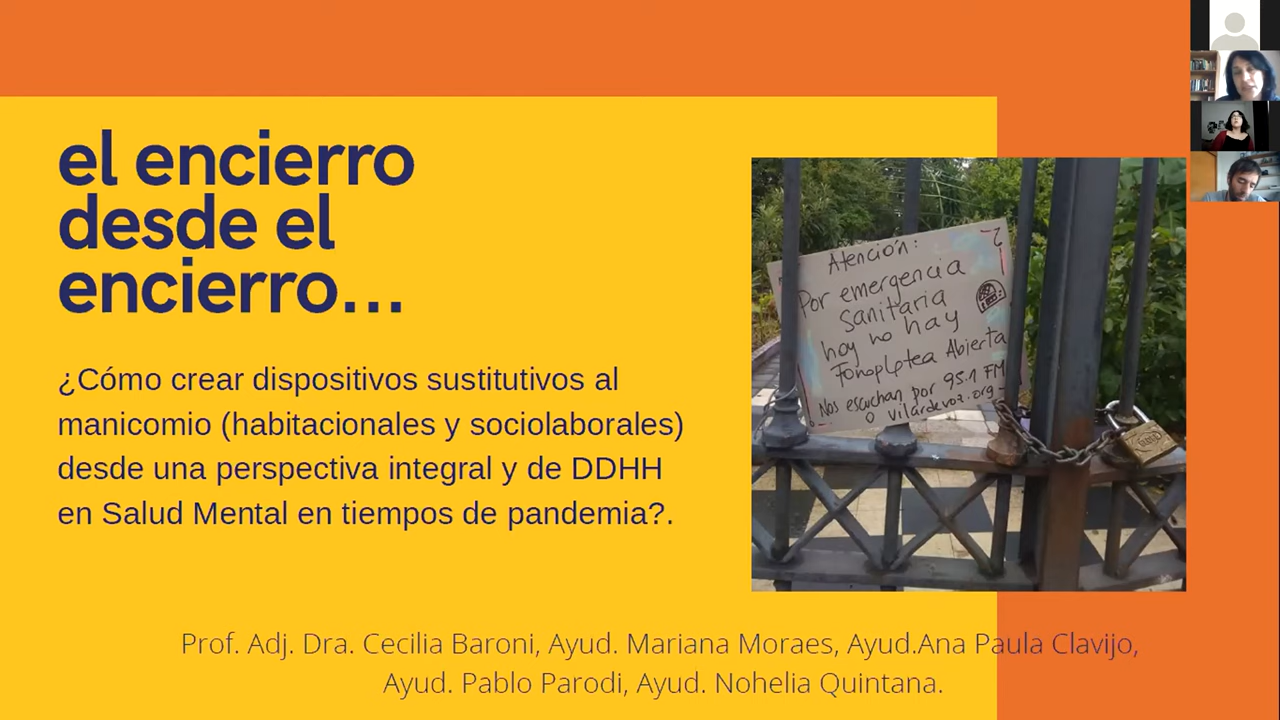 el encierro
desde el
encierro...
¿Cómo crear dispositivos sustitutivos al
manicomio (habitacionales y sociolaborales)
desde una perspectiva integral y de DDHH
en Salud Mental en tiempos de pandemia?.
Atención:
Por emergencia
Sanitaria
hoy no hay
Fonoplatea Abierta
Nos escuchan por 95.1 FM
o vilardevoz.org
Prof. Adj. Dra. Cecilia Baroni, Ayud. Mariana Moraes, Ayud.Ana Paula Clavijo,
Ayud. Pablo Parodi, Ayud. Nohelia Quintana.